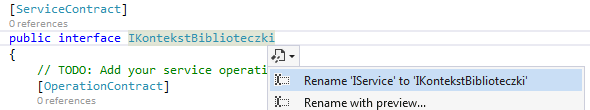 [ServiceContract]
0 references
public interface IKontekstBiblioteczki
{
// TODO: Add your service operati
[OperationContract]
0 references
Rename 'IService' to 'IKontekstBiblioteczki'
Rename with preview...